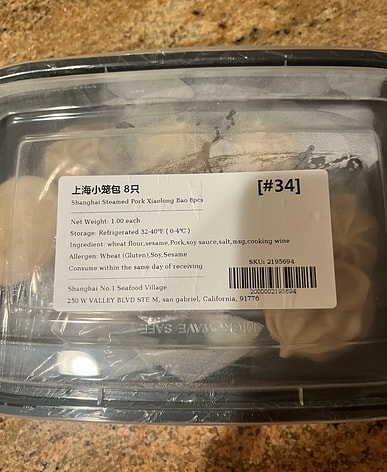 上海小笼包 8只
[#34]
Shanghai Steamed Pork Xiaolong Bao 8pcs
Net Weight: 1.00 each
Storage: Refrigerated 32-40°F ( 0-4°C )
Ingredient: wheat flour,sesame,Pork,soy sauce,salt,msg,cooking wine
Allergen: Wheat (Gluten),Soy,Sesame
Consume within the same day of receiving
SKU: 2195694
2000002195694
Shanghai No.1 Seafood Village
250 W VALLEY BLVD STE M, san gabriel, California, 91776
MICROWAVE SAFE